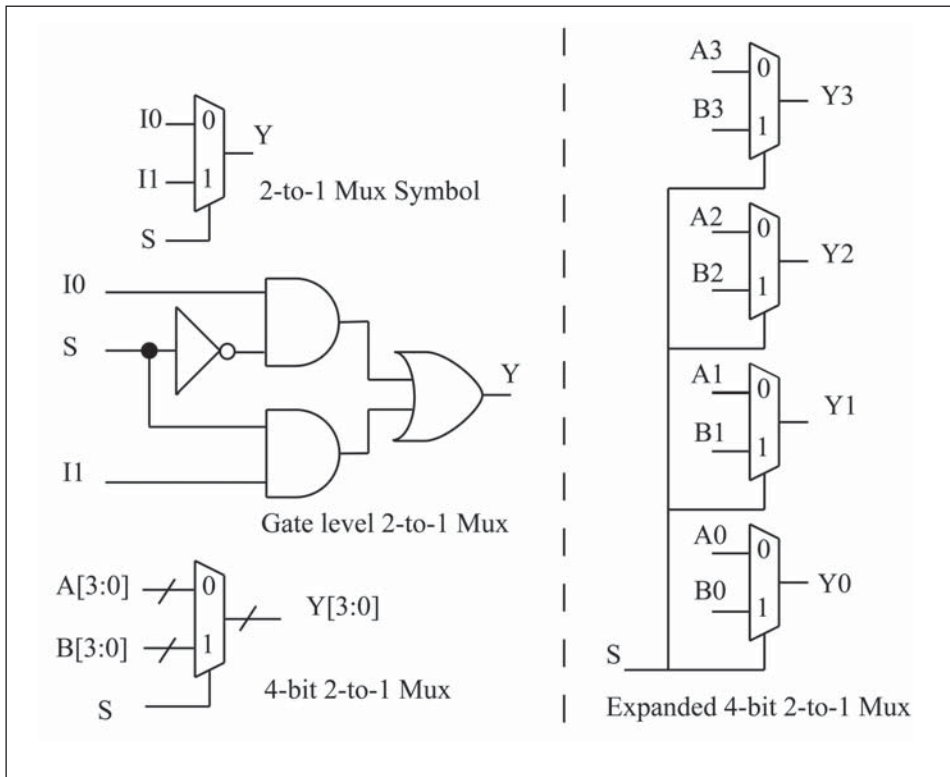 I0
0
Y
I1
1
2-to-1 Mux Symbol
S
I0
S
Y
I1
Gate level 2-to-1 Mux
A[3:0]
0
Y[3:0]
B[3:0]
1
4-bit 2-to-1 Mux
S
A3
0
Y3
B3
1
A2
0
Y2
B2
1
A1
0
Y1
B1
1
A0
0
Y0
B0
1
S
Expanded 4-bit 2-to-1 Mux